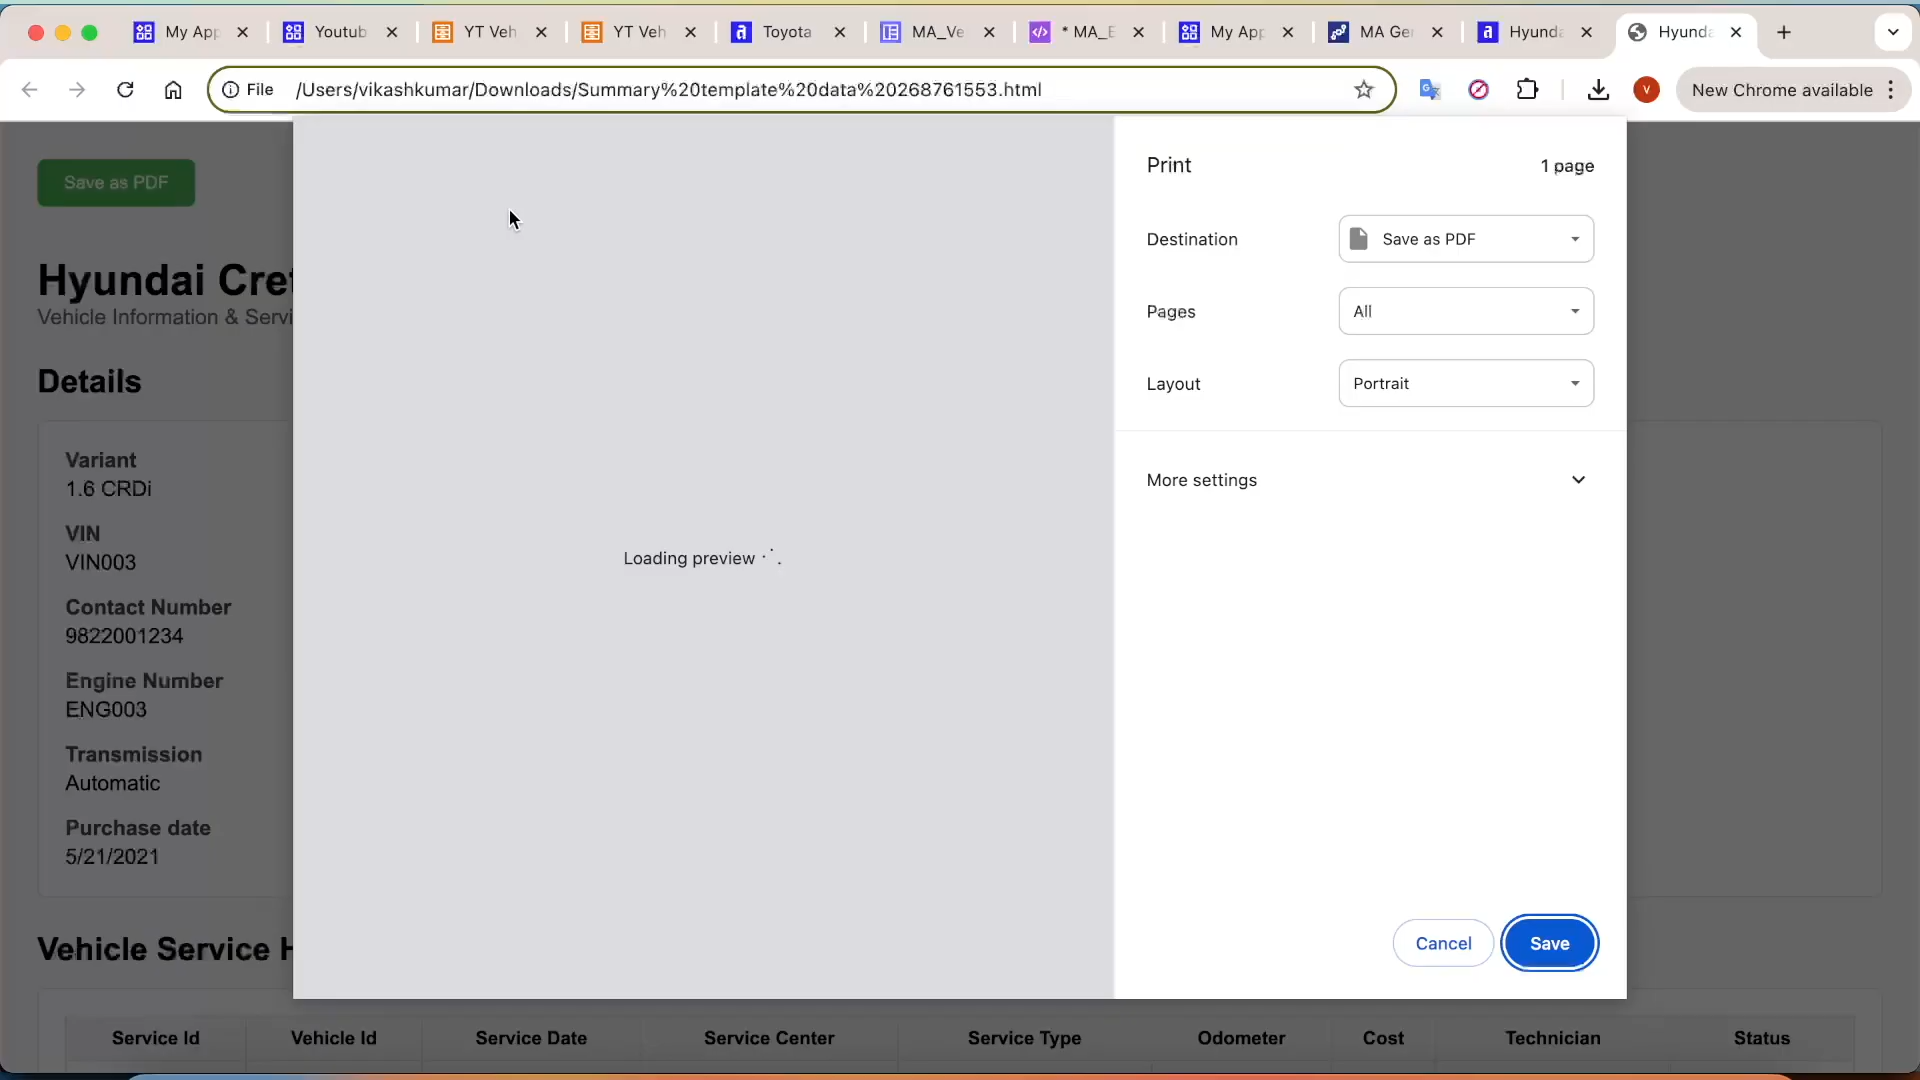 My App
Youtub
YT Veh
YT Veh
Toyota
MA_Ve
* MA_E
My App
MA Ge
Hyunda
Hyunda
File
/Users/vikashkumar/Downloads/Summary%20template%20data%20268761553.html
V
New Chrome available
Save as PDF
Hyundai Cret
Vehicle Information & Servi
Details
Variant
1.6 CRDi
VIN
VIN003
Contact Number
9822001234
Engine Number
ENG003
Transmission
Automatic
Purchase date
5/21/2021
Vehicle Service H
Service Id
Vehicle Id
Service Date
Service Center
Service Type
Odometer
Cost
Technician
Status
Loading preview
Print
1 page
Destination
Save as PDF
Pages
All
Layout
Portrait
More settings
Cancel
Save